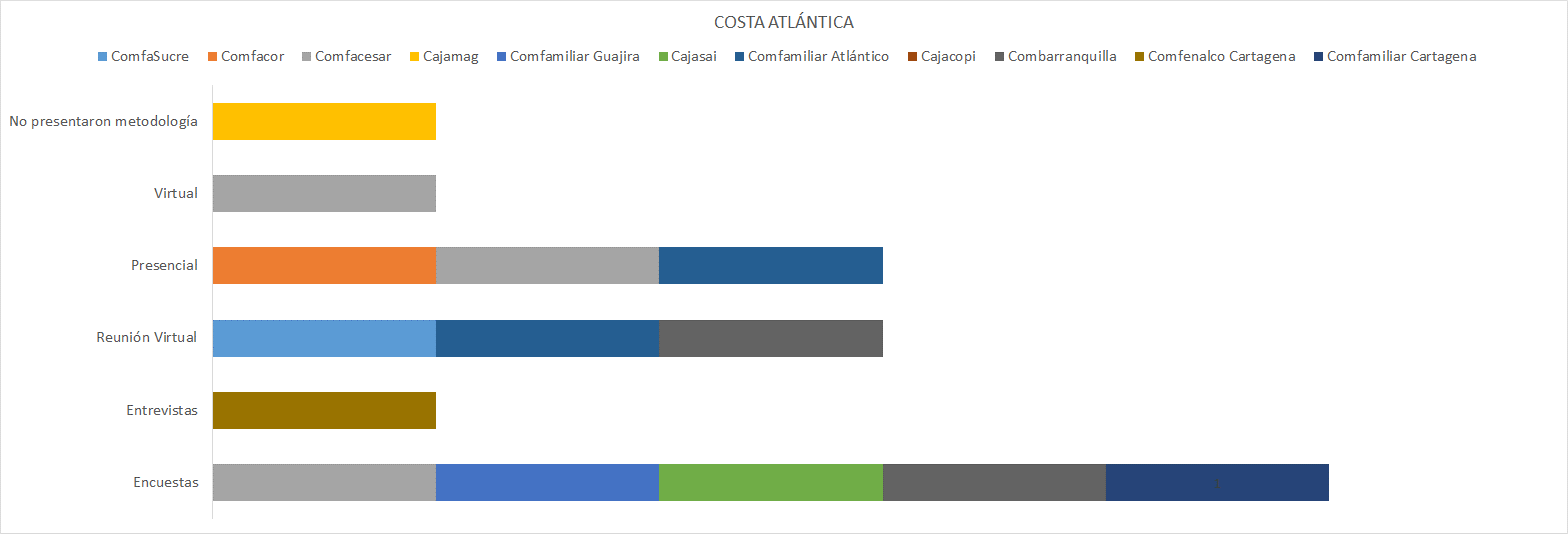 COSTA ATLÁNTICA
ComfaSucre Comfacor Comfacesar Cajamag Comfamiliar Guajira Cajasai Comfamiliar Atlántico Cajacopi Combarranquilla Comfenalco Cartagena Comfamiliar Cartagena
No presentaron metodología
Virtual
Presencial
Reunión Virtual
Entrevistas
Encuestas